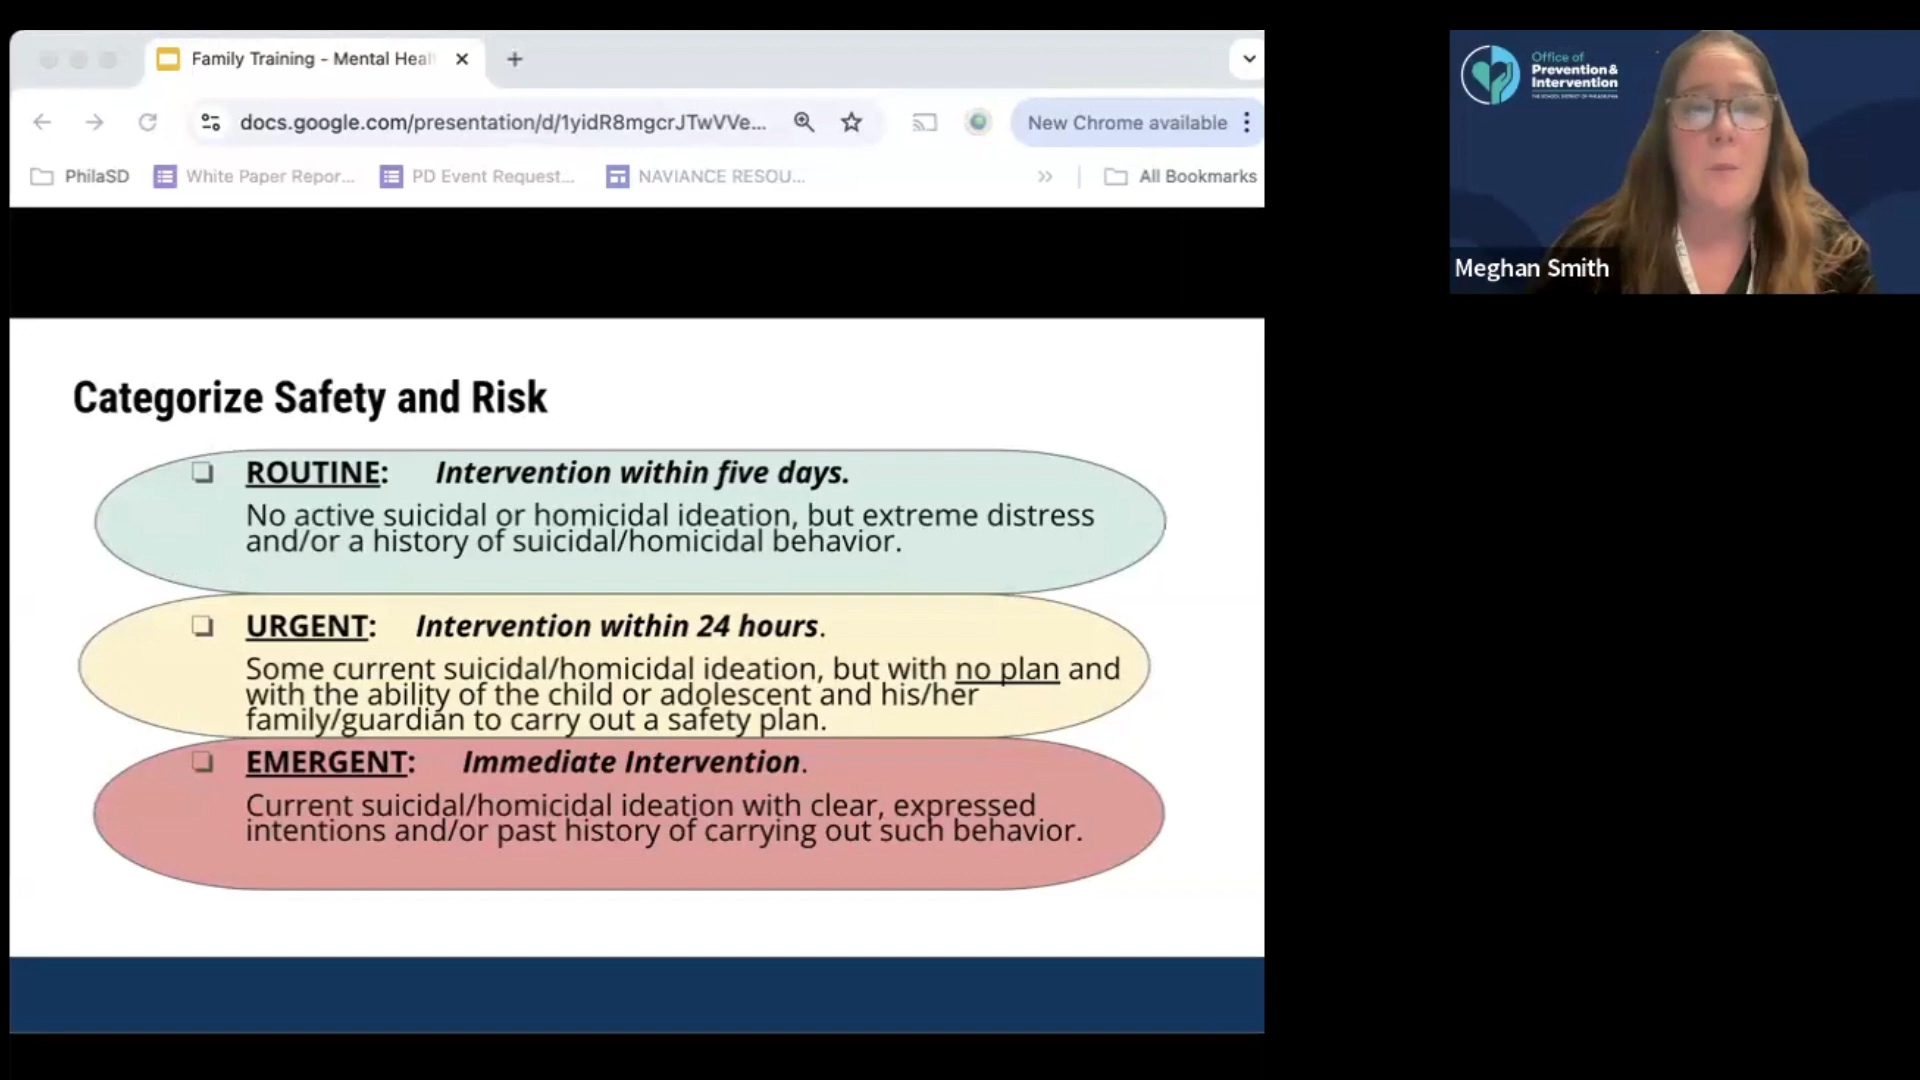 Family Training - Mental Heal
docs.google.com/presentation/d/1yidR8mgcrJTwVVe...
New Chrome available
PhilaSD
White Paper Repor...
PD Event Request...
NAVIANCE RESOU...
All Bookmarks
Office of
Prevention &
Intervention
THE SCHOOL DISTRICT OF PHILADELPHIA
Meghan Smith
Categorize Safety and Risk
ROUTINE: Intervention within five days.
No active suicidal or homicidal ideation, but extreme distress
and/or a history of suicidal/homicidal behavior.
URGENT: Intervention within 24 hours.
Some current suicidal/homicidal ideation, but with no plan and
with the ability of the child or adolescent and his/her
family/guardian to carry out a safety plan.
EMERGENT: Immediate Intervention.
Current suicidal/homicidal ideation with clear, expressed
intentions and/or past history of carrying out such behavior.